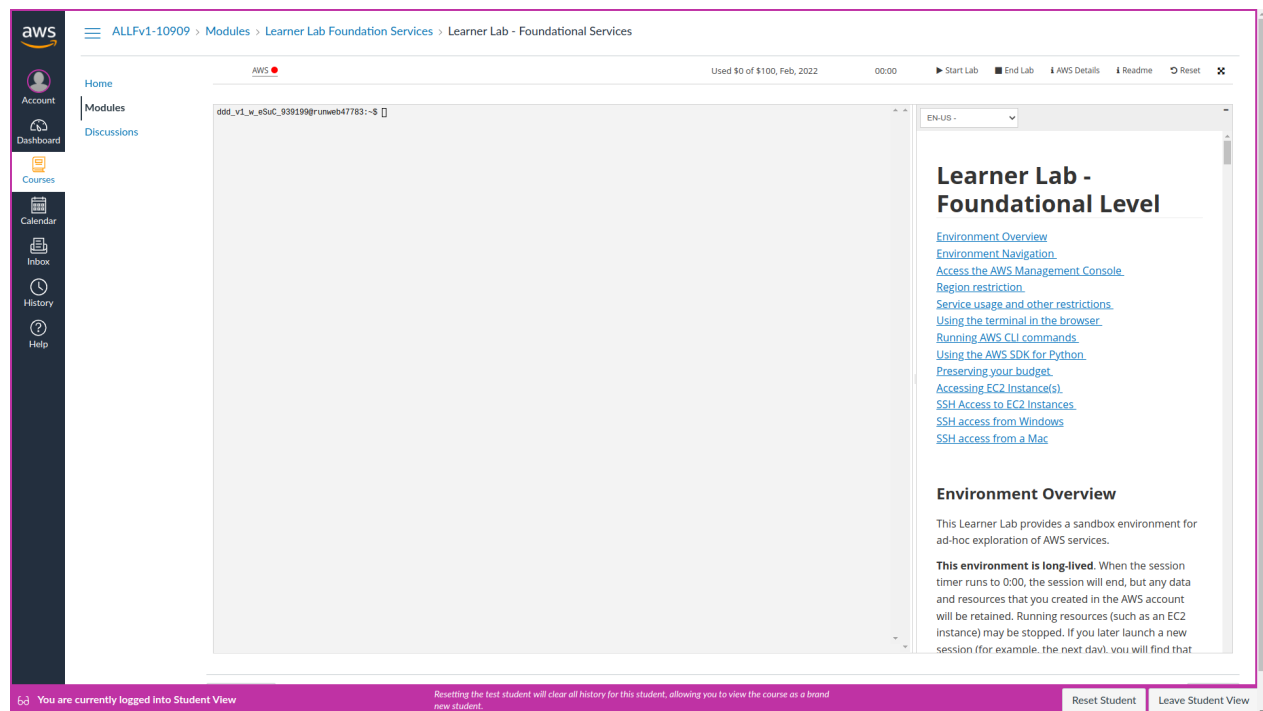 aws
ALLFv1-10909 › Modules › Learner Lab Foundation Services › Learner Lab - Foundational Services
Account
Dashboard
Courses
Calendar
Inbox
History
Help
Home
Modules
Discussions
AWS
Used $0 of $100, Feb, 2022
00:00
Start Lab
End Lab
AWS Details
Readme
Reset
ddd_v1_w_eSuC_939199@runweb47783:~$
EN-US -
Learner Lab -
Foundational Level
Environment Overview
Environment Navigation
Access the AWS Management Console
Region restriction
Service usage and other restrictions
Using the terminal in the browser
Running AWS CLI commands
Using the AWS SDK for Python
Preserving your budget
Accessing EC2 Instance(s)
SSH Access to EC2 Instances
SSH access from Windows
SSH access from a Mac
Environment Overview
This Learner Lab provides a sandbox environment for
ad-hoc exploration of AWS services.
This environment is long-lived. When the session
timer runs to 0:00, the session will end, but any data
and resources that you created in the AWS account
will be retained. Running resources (such as an EC2
instance) may be stopped. If you later launch a new
session (for example, the next day), you will find that
You are currently logged into Student View
Resetting the test student will clear all history for this student, allowing you to view the course as a brand
new student.
Reset Student
Leave Student View